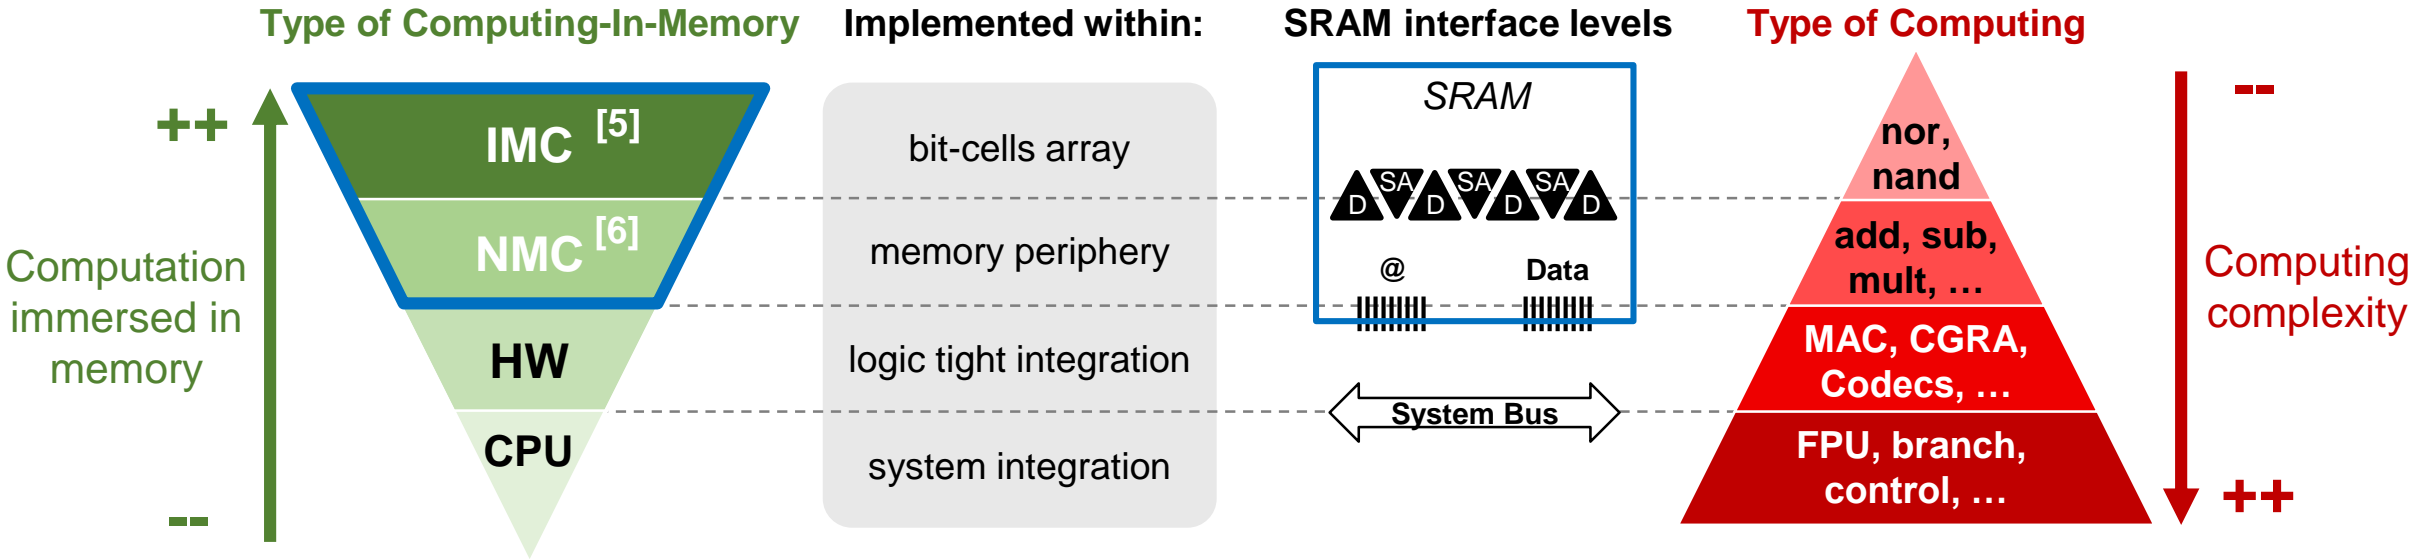 Type of Computing-In-Memory
Implemented within:
SRAM interface levels
Type of Computing
++
--
Computation
immersed in
memory
IMC [5]
NMC [6]
HW
CPU
bit-cells array
memory periphery
logic tight integration
system integration
SRAM
D SA D SA D SA D
@ Data
System Bus
nor,
nand
add, sub,
mult, …
MAC, CGRA,
Codecs, …
FPU, branch,
control, …
--
Computing
complexity
++